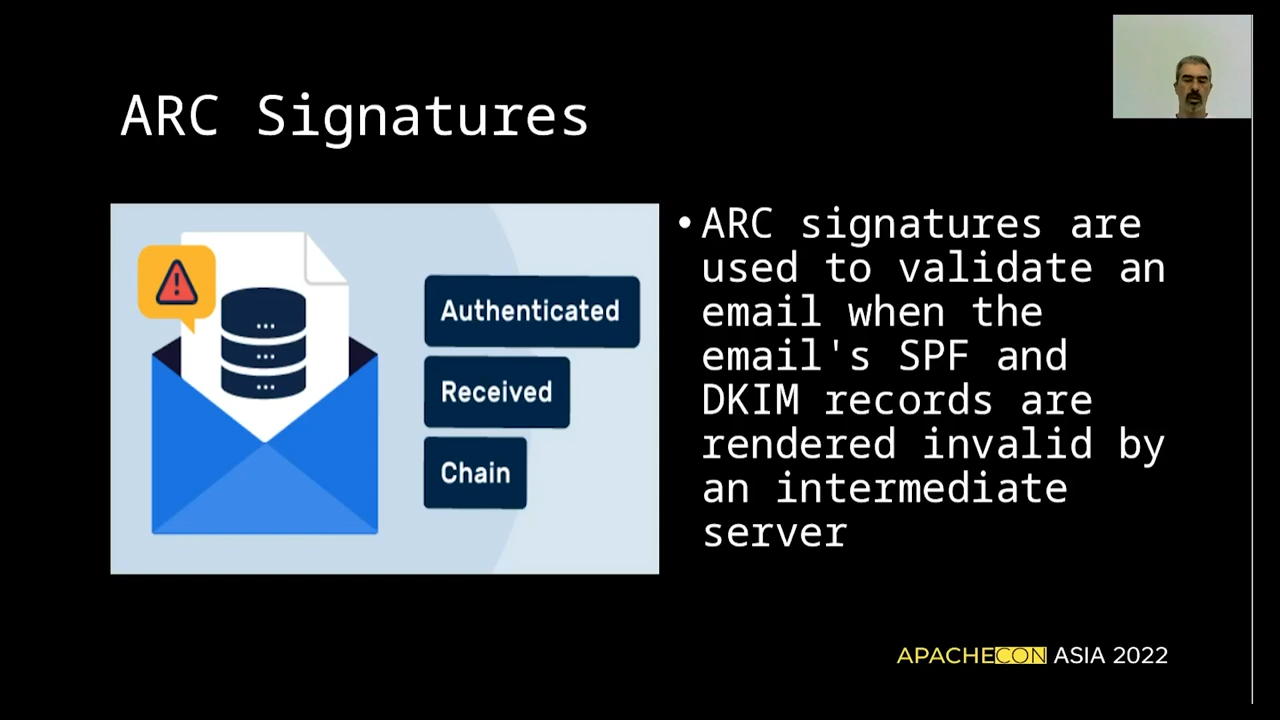 ARC Signatures
Authenticated
Received
Chain
• ARC signatures are
used to validate an
email when the
email's SPF and
DKIM records are
rendered invalid by
an intermediate
server
APACHECON ASIA 2022